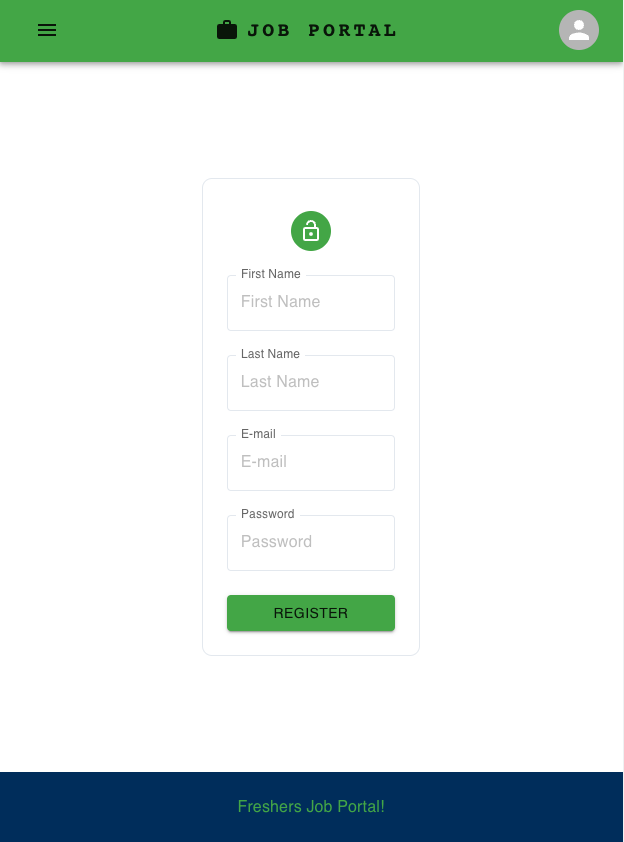 JOB PORTAL
First Name
First Name
Last Name
Last Name
E-mail
E-mail
Password
Password
REGISTER
Freshers Job Portal!